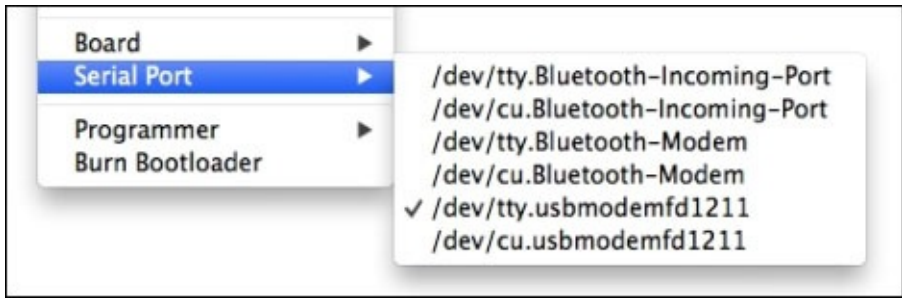 Board
Serial Port
Programmer
Burn Bootloader
/dev/tty.Bluetooth-Incoming-Port
/dev/cu.Bluetooth-Incoming-Port
/dev/tty.Bluetooth-Modem
/dev/cu.Bluetooth-Modem
✓ /dev/tty.usbmodemfd1211
/dev/cu.usbmodemfd1211